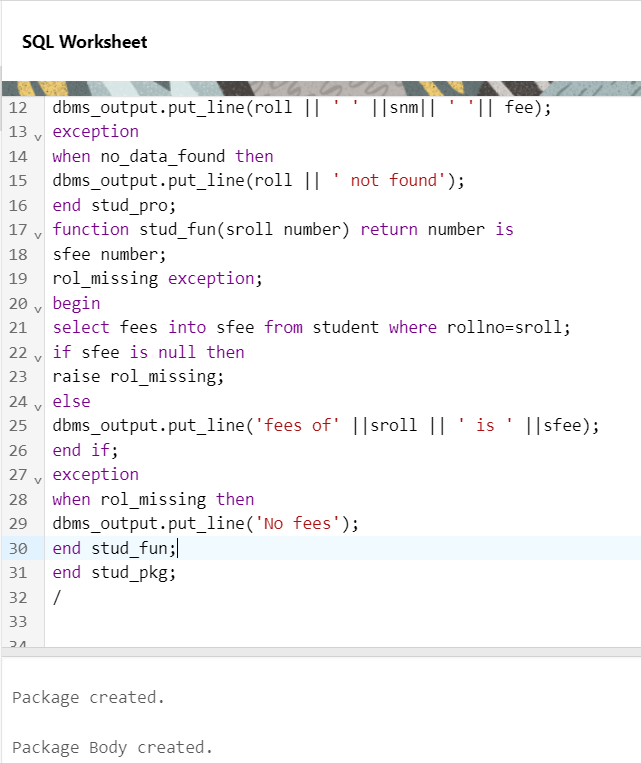 SQL Worksheet
12 dbms_output.put_line(roll || ' ' ||snm|| ' '|| fee);
13 exception
14 when no_data_found then
15 dbms_output.put_line(roll || ' not found');
16 end stud_pro;
17 function stud_fun(sroll number) return number is
18 sfee number;
19 rol_missing exception;
20 begin
21 select fees into sfee from student where rollno=sroll;
22 if sfee is null then
23 raise rol_missing;
24 else
25 dbms_output.put_line('fees of' ||sroll || ' is ' ||sfee);
26 end if;
27 exception
28 when rol_missing then
29 dbms_output.put_line('No fees');
30 end stud_fun;
31 end stud_pkg;
32 /
33
34
Package created.
Package Body created.